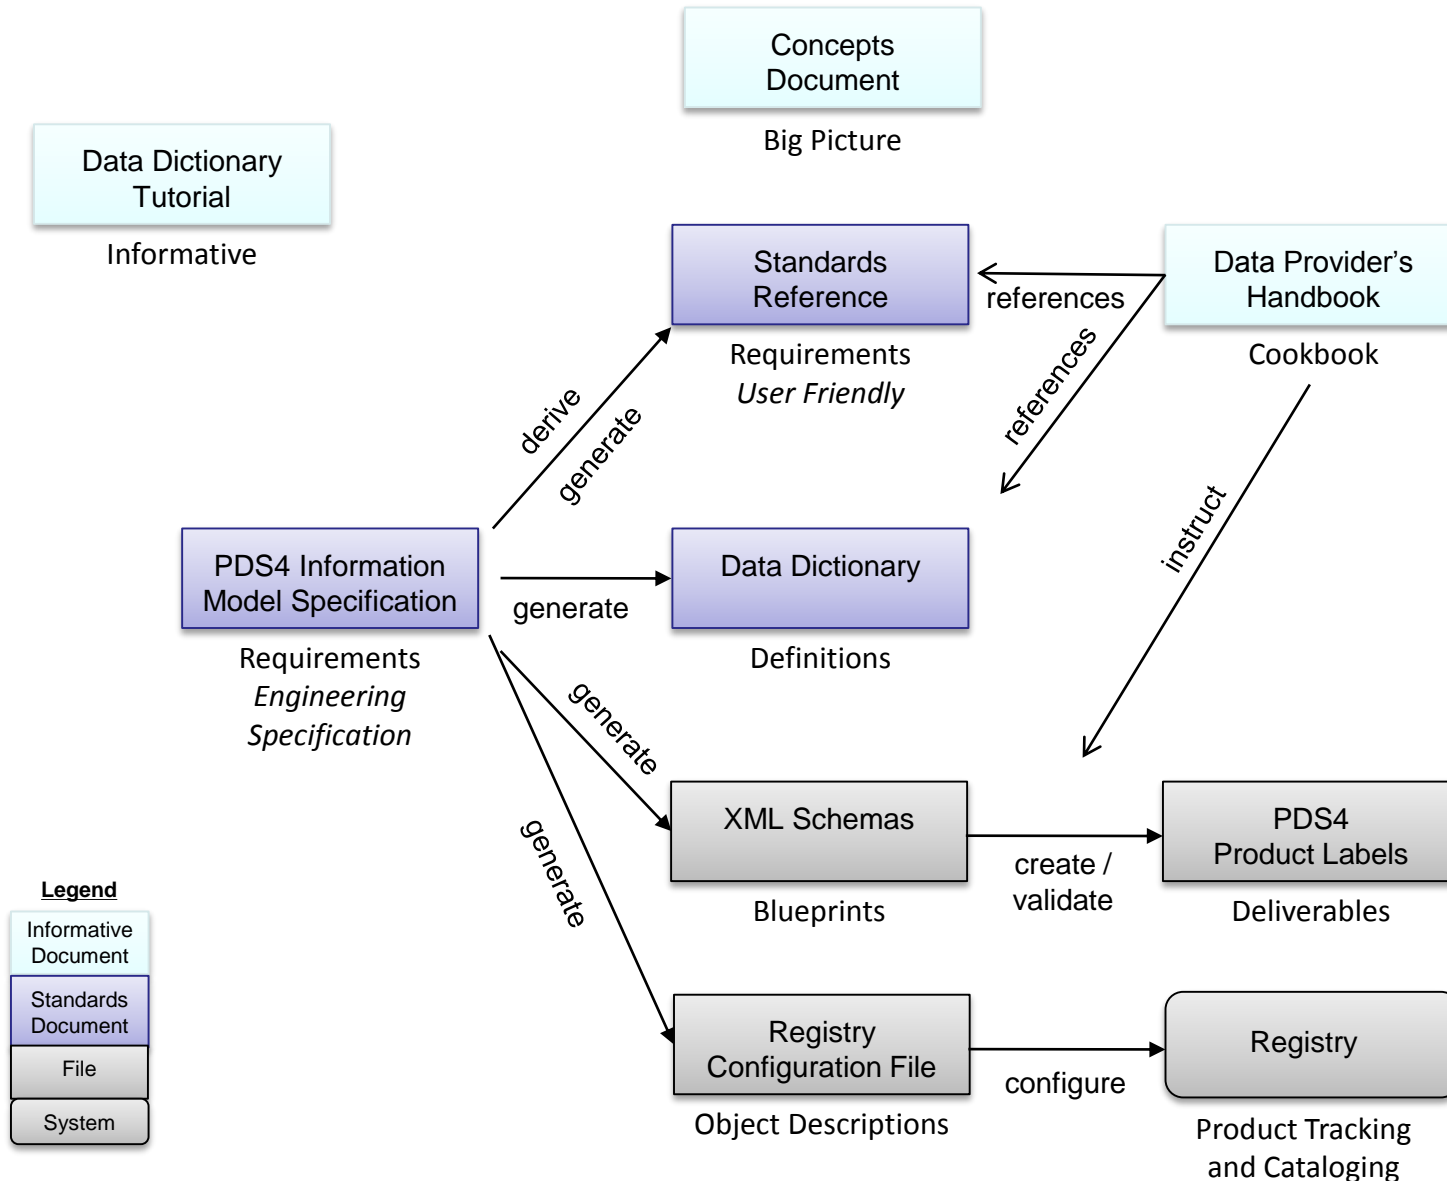 Concepts
Document
Big Picture
Data Dictionary
Tutorial
Informative
Standards
Reference
Requirements
User Friendly
references
Data Provider's
Handbook
Cookbook
references
derive
generate
instruct
PDS4 Information
Model Specification
Requirements
Engineering
Specification
generate
Data Dictionary
Definitions
generate
generate
XML Schemas
Blueprints
create /
validate
PDS4
Product Labels
Deliverables
Registry
Configuration File
Object Descriptions
configure
Registry
Product Tracking
and Cataloging
Legend
Informative
Document
Standards
Document
File
System